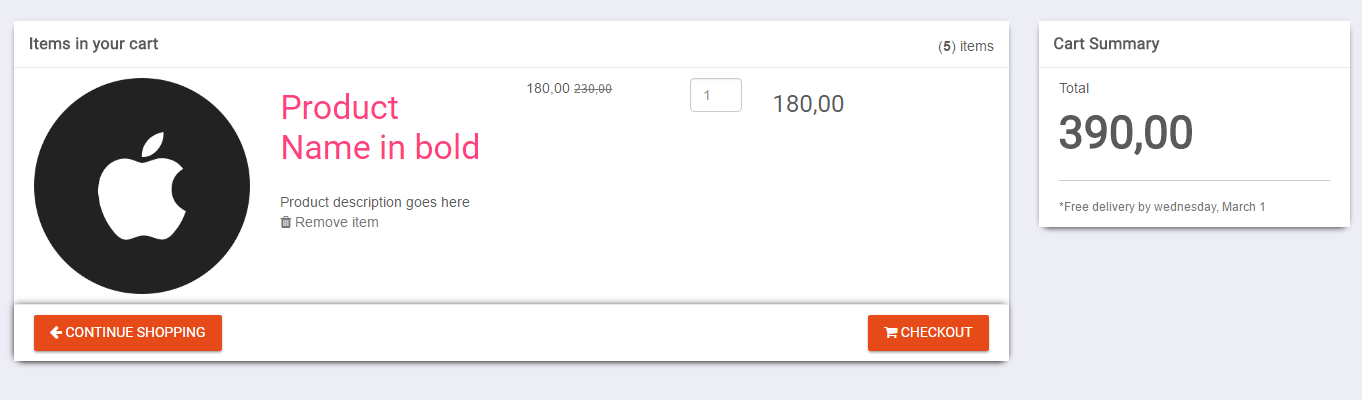 Items in your cart
(5) items
Product
Name in bold
Product description goes here
Remove item
180,00 230,00
1
180,00
CONTINUE SHOPPING
CHECKOUT
Cart Summary
Total
390,00
*Free delivery by wednesday, March 1